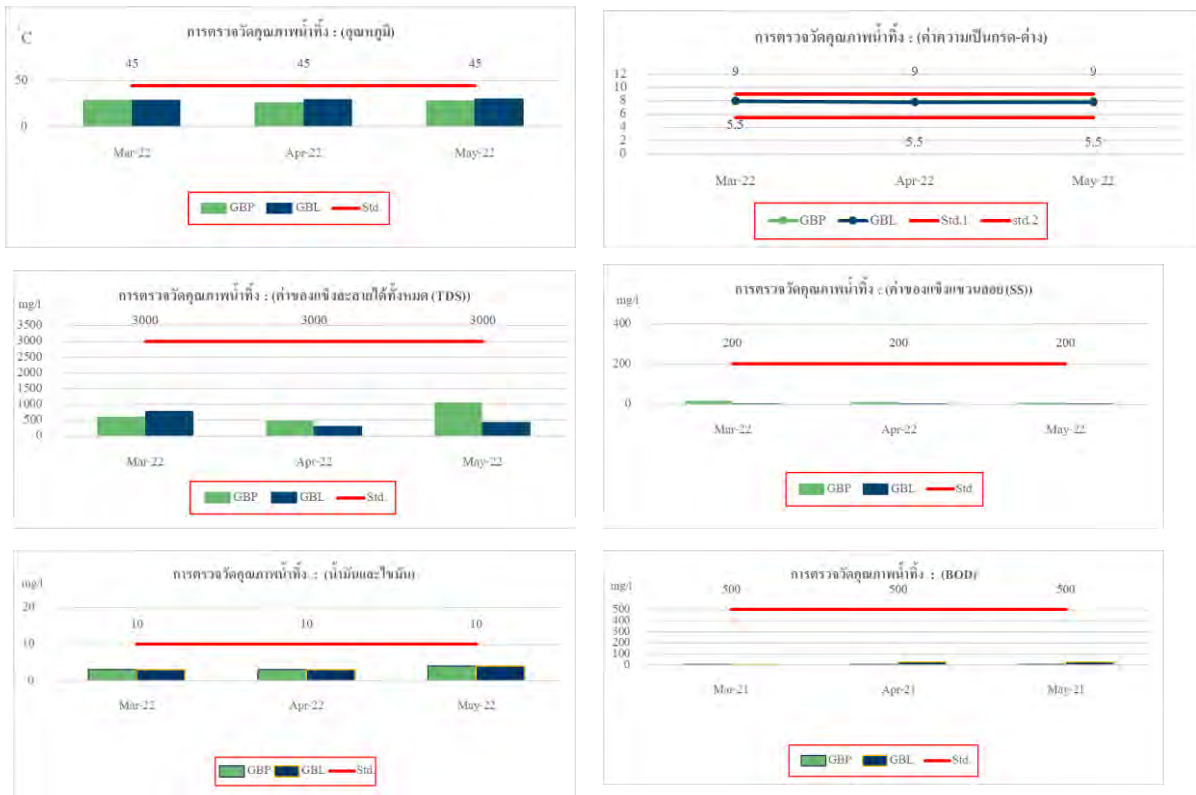 การตรวจวัดคุณภาพน้ำทิ้ง : (อุณหภูมิ)
°C
45 45 45
50
0
Mar-22 Apr-22 May-22
GBP GBL Std.
การตรวจวัดคุณภาพน้ำทิ้ง : (ค่าความเป็นกรด-ด่าง)
9 9 9
12
10
8
6
4
2
0
5.5 5.5 5.5
Mar-22 Apr-22 May-22
GBP GBL Std.1 std.2
การตรวจวัดคุณภาพน้ำทิ้ง : (ค่าของแข็งละลายได้ทั้งหมด (TDS))
mg/l
3000 3000 3000
3500
3000
2500
2000
1500
1000
500
0
Mar-22 Apr-22 May-22
GBP GBL Std.
การตรวจวัดคุณภาพน้ำทิ้ง : (ค่าของแข็งแขวนลอย(SS))
mg/l
400
200 200 200
200
0
Mar-22 Apr-22 May-22
GBP GBL Std.
การตรวจวัดคุณภาพน้ำทิ้ง : (น้ำมันและไขมัน)
mg/l
20
10 10 10
10
0
Mar-22 Apr-22 May-22
GBP GBL Std.
การตรวจวัดคุณภาพน้ำทิ้ง : (BOD)
mg/l
500 500 500
500
400
300
200
100
0
Mar-21 Apr-21 May-21
GBP GBL Std.